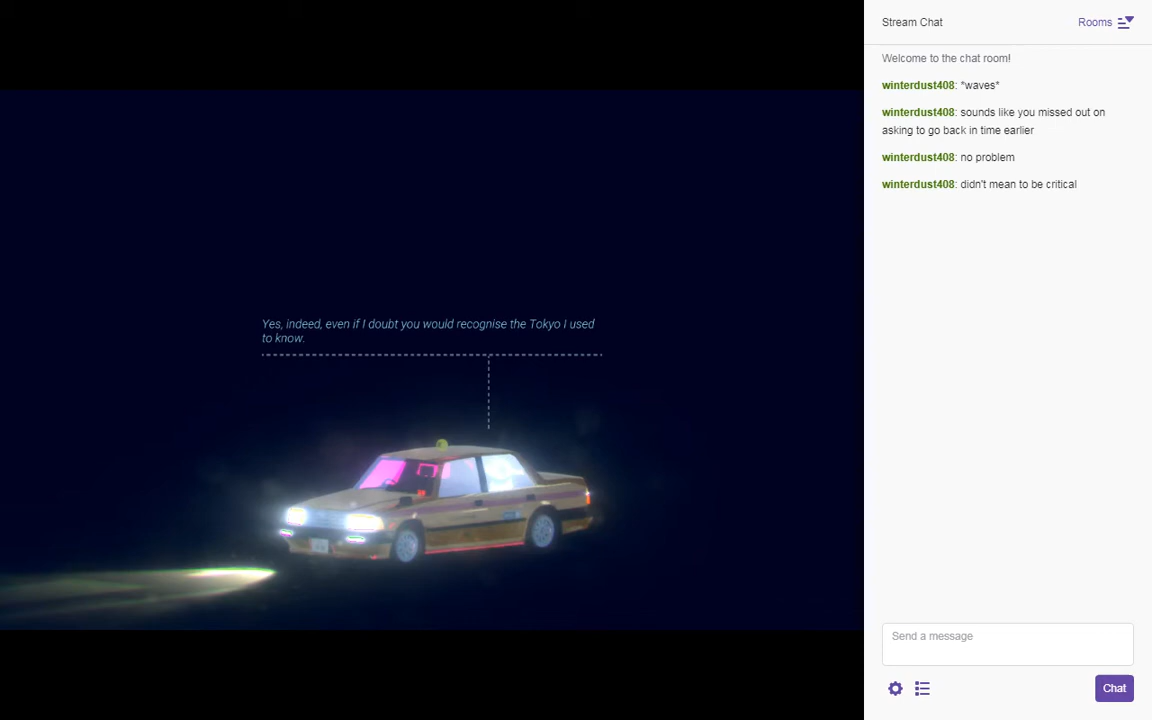 Stream Chat
Rooms
Welcome to the chat room!
winterdust408: *waves*
winterdust408: sounds like you missed out on
asking to go back in time earlier
winterdust408: no problem
winterdust408: didn't mean to be critical
Yes, indeed, even if I doubt you would recognise the Tokyo I used
to know.
Send a message
Chat